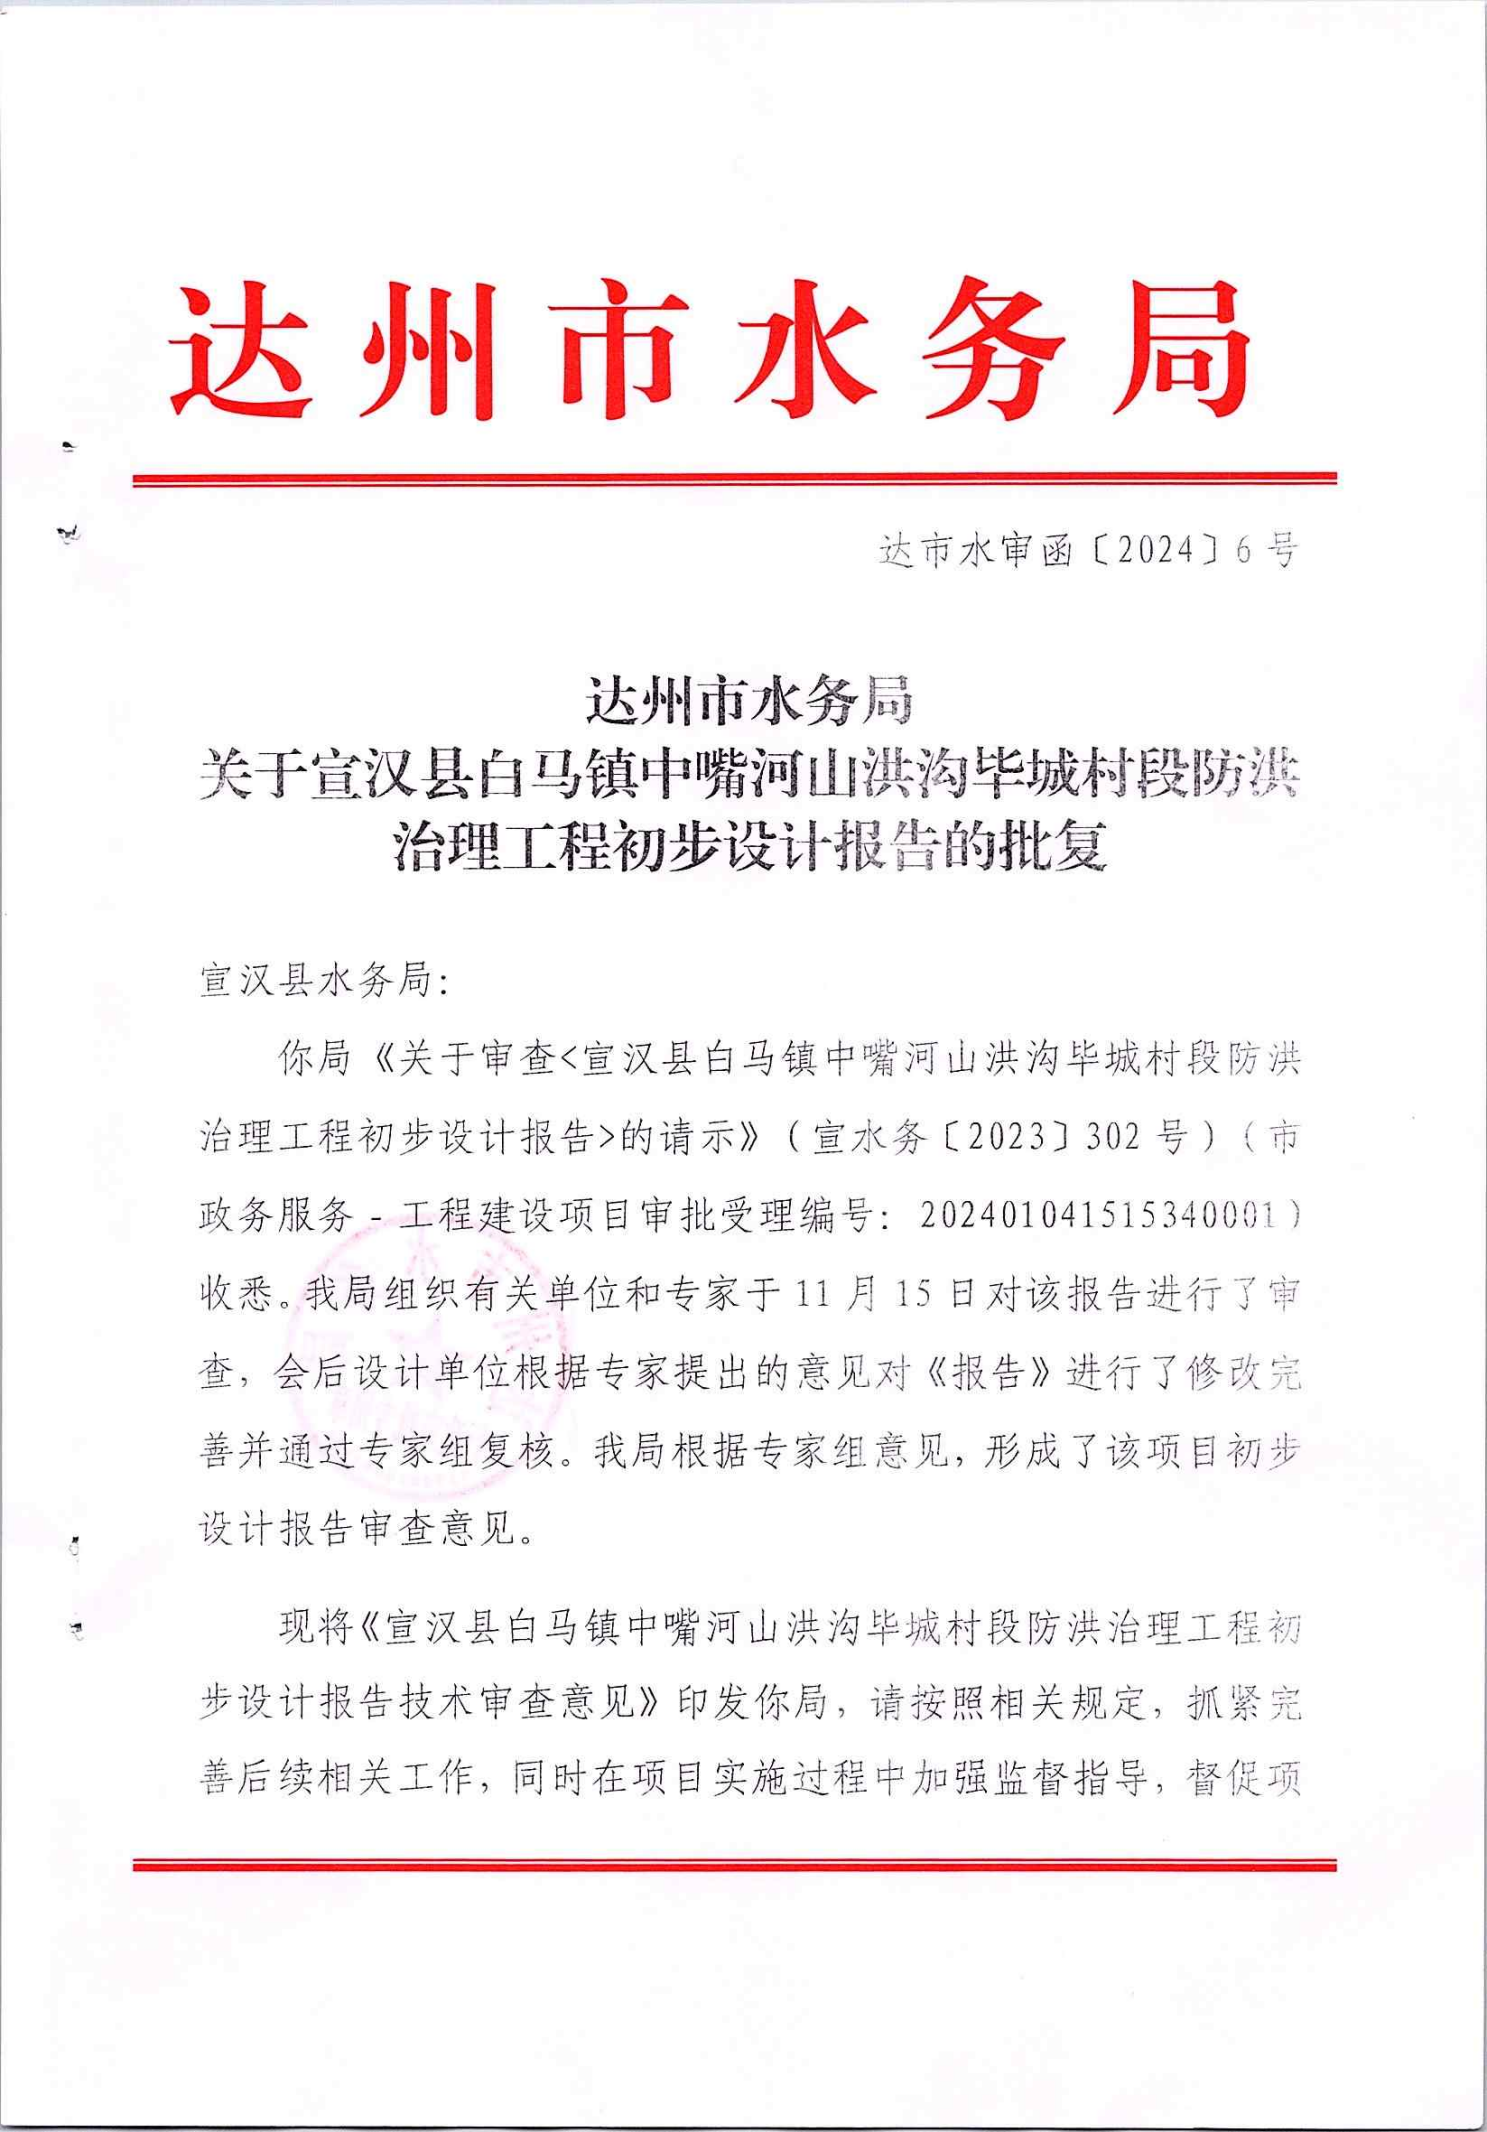 达州市水务局
达市水审函〔2024〕6号
达州市水务局
关于宣汉县白马镇中嘴河山洪沟毕城村段防洪
治理工程初步设计报告的批复
宣汉县水务局：
你局《关于审查<宣汉县白马镇中嘴河山洪沟毕城村段防洪
治理工程初步设计报告>的请示》（宣水务〔2023〕302号）（市
政务服务-工程建设项目审批受理编号：202401041515340001）
收悉。我局组织有关单位和专家于11月15日对该报告进行了审
查，会后设计单位根据专家提出的意见对《报告》进行了修改完
善并通过专家组复核。我局根据专家组意见，形成了该项目初步
设计报告审查意见。
现将《宣汉县白马镇中嘴河山洪沟毕城村段防洪治理工程初
步设计报告技术审查意见》印发你局，请按照相关规定，抓紧完
善后续相关工作，同时在项目实施过程中加强监督指导，督促项